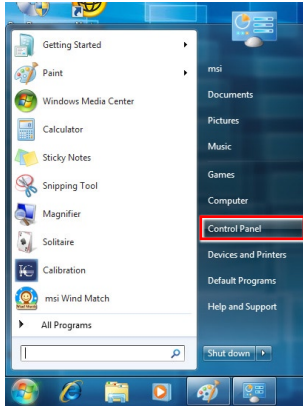 Getting Started
Paint
Windows Media Center
Calculator
Sticky Notes
Snipping Tool
Magnifier
Solitaire
Calibration
msi Wind Match
All Programs
msi
Documents
Pictures
Music
Games
Computer
Control Panel
Devices and Printers
Default Programs
Help and Support
Shut down